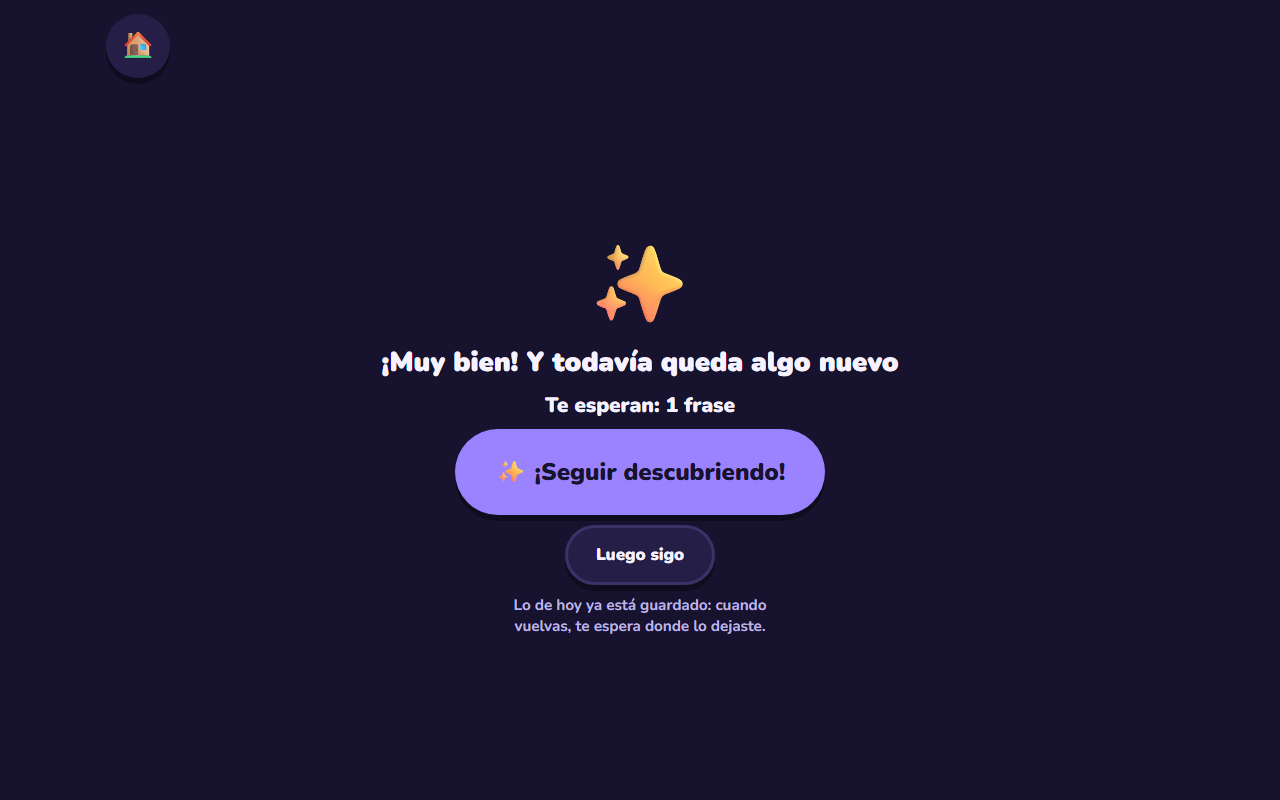 ¡Muy bien! Y todavía queda algo nuevo
Te esperan: 1 frase
¡Seguir descubriendo!
Luego sigo
Lo de hoy ya está guardado: cuando
vuelvas, te espera donde lo dejaste.